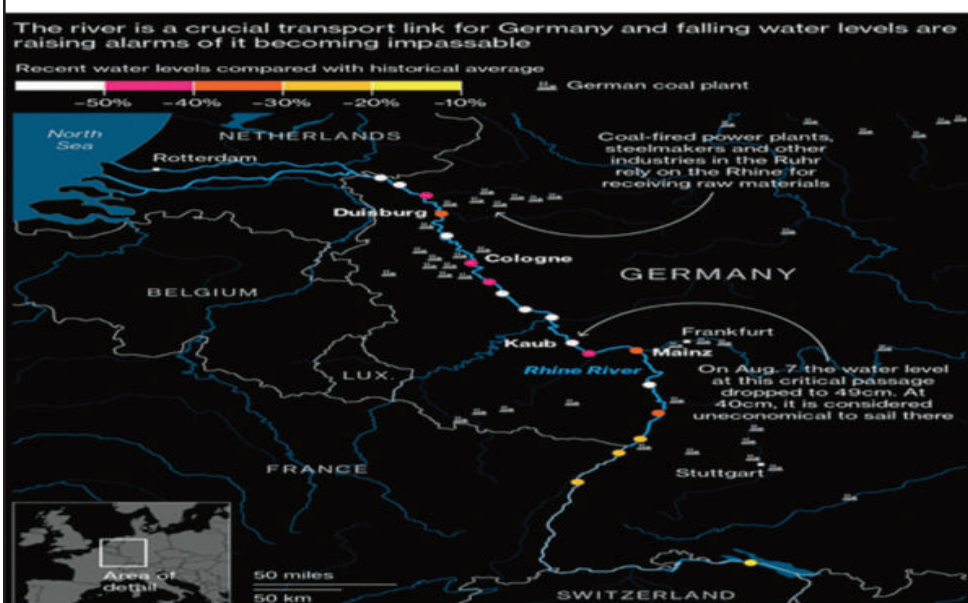 The river is a crucial transport link for Germany and falling water levels are
raising alarms of it becoming impassable
Recent water levels compared with historical average
-50% -40% -30% -20% -10%
German coal plant
North
Sea
NETHERLANDS
Rotterdam
Coal-fired power plants,
steelmakers and other
industries in the Ruhr
rely on the Rhine for
receiving raw materials
Duisburg
Cologne
GERMANY
BELGIUM
Frankfurt
Kaub
Mainz
Rhine River
LUX.
On Aug. 7 the water level
at this critical passage
dropped to 49cm. At
40cm, it is considered
uneconomical to sail there
FRANCE
Stuttgart
Area of
detail
50 miles
50 km
SWITZERLAND